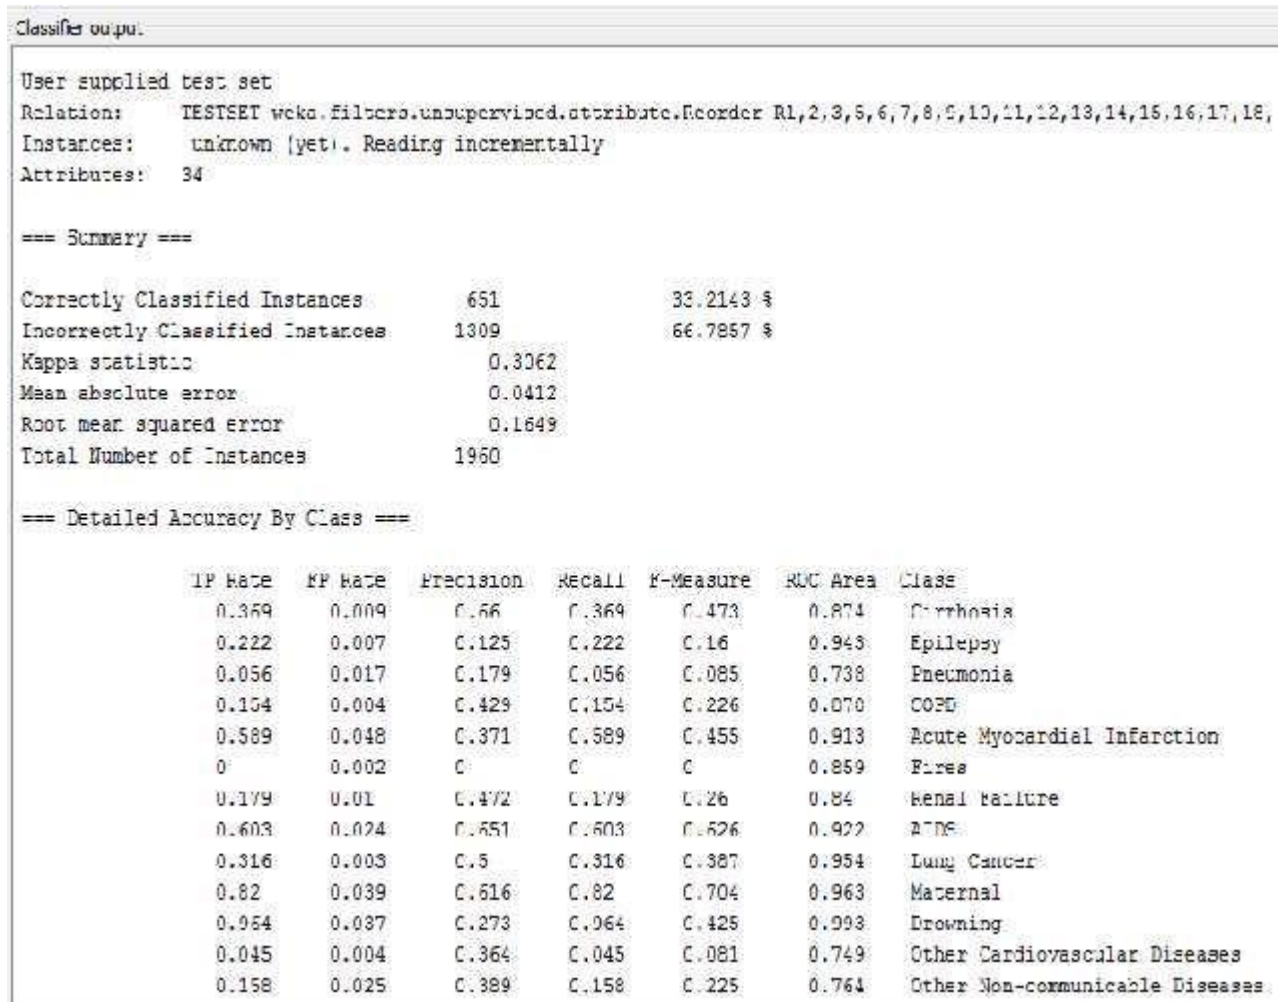 Classifier output
User supplied test set
Relation: TESTSET weka.filters.unsupervised.attribute.Reorder R1,2,3,5,6,7,8,9,10,11,12,13,14,15,16,17,18,
Instances: unknown (yet). Reading incrementally
Attributes: 34
=== Summary ===
Correctly Classified Instances 651 33.2143 %
Incorrectly Classified Instances 1309 66.7857 %
Kappa statistic 0.3062
Mean absolute error 0.0412
Root mean squared error 0.1649
Total Number of Instances 1960
=== Detailed Accuracy By Class ===
TP Rate FP Rate Precision Recall F-Measure ROC Area Class
0.369 0.009 0.66 0.369 0.473 0.874 Cirrhosis
0.222 0.007 0.125 0.222 0.16 0.943 Epilepsy
0.056 0.017 0.179 0.056 0.085 0.738 Pneumonia
0.154 0.004 0.429 0.154 0.226 0.870 COPD
0.589 0.048 0.371 0.589 0.455 0.913 Acute Myocardial Infarction
0 0.002 0 0 0 0.859 Fires
0.179 0.01 0.472 0.179 0.26 0.84 Renal Failure
0.603 0.024 0.651 0.603 0.626 0.922 AIDS
0.316 0.003 0.5 0.316 0.387 0.954 Lung Cancer
0.82 0.039 0.616 0.82 0.704 0.963 Maternal
0.964 0.037 0.273 0.964 0.425 0.993 Drowning
0.045 0.004 0.364 0.045 0.081 0.749 Other Cardiovascular Diseases
0.158 0.025 0.389 0.158 0.225 0.764 Other Non-communicable Diseases